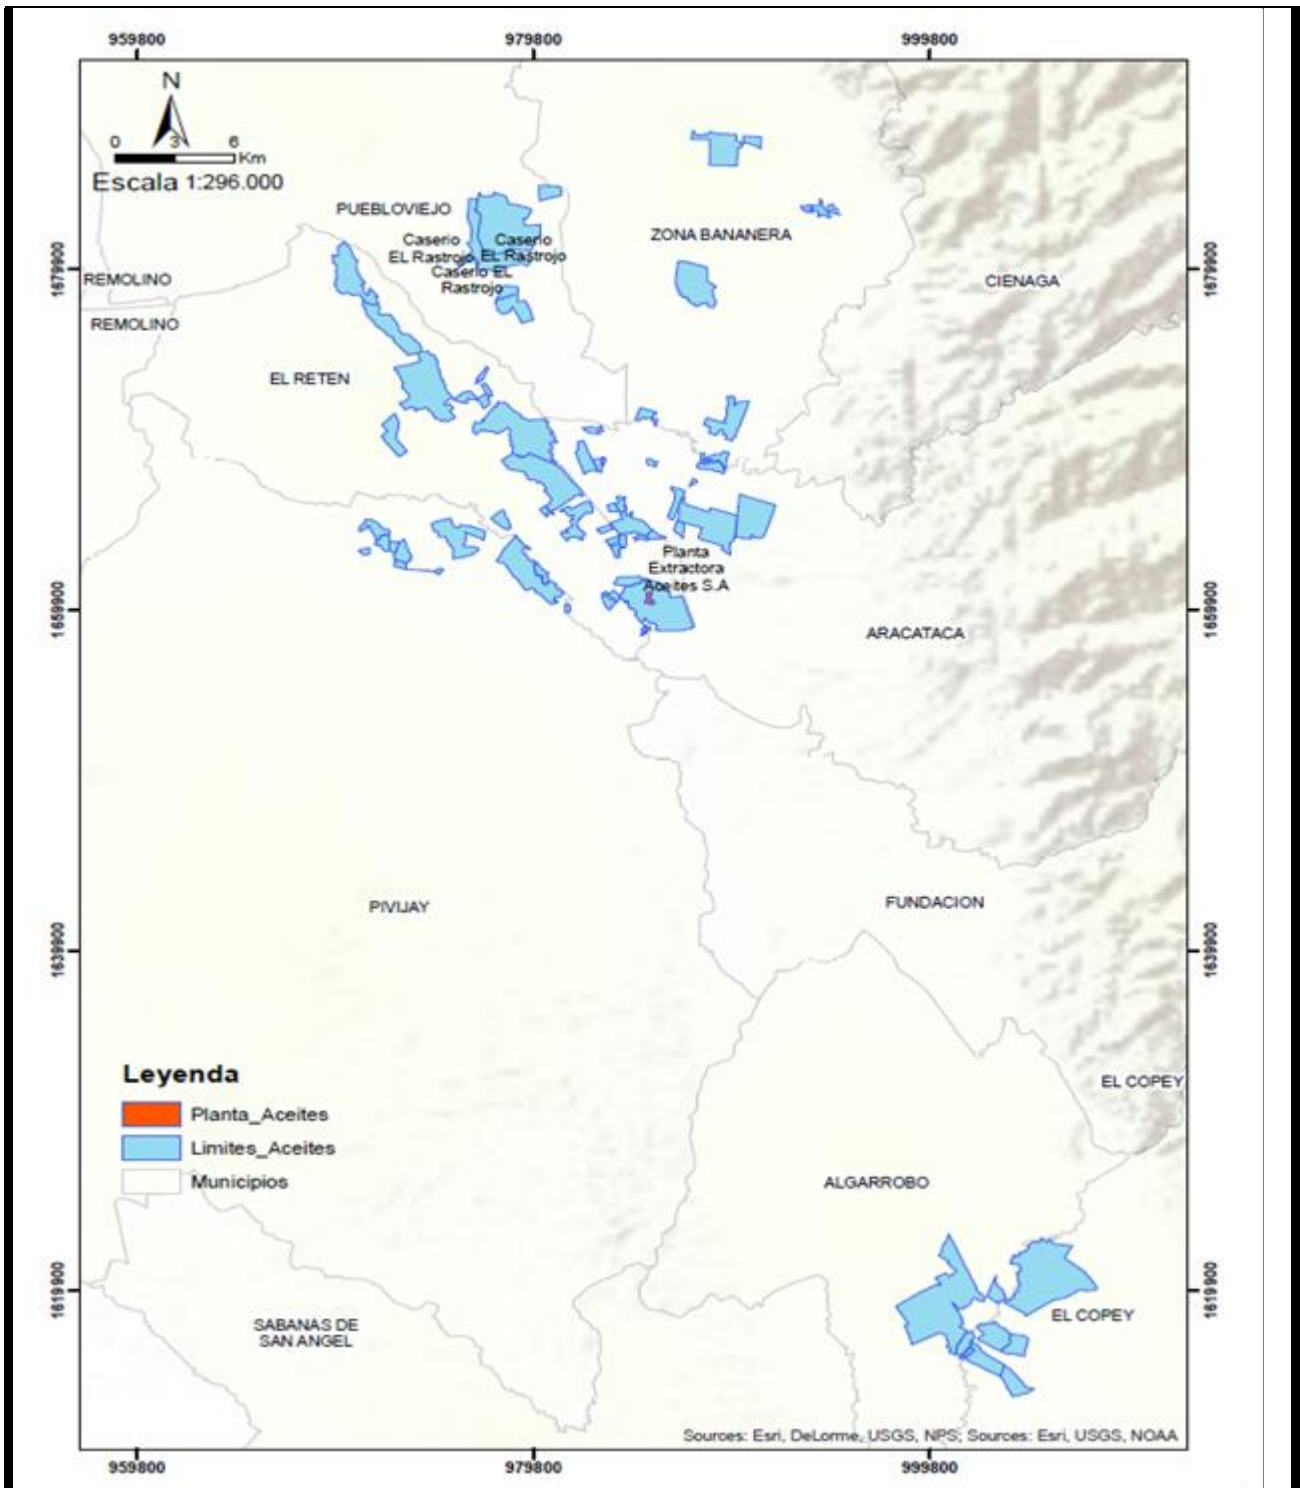 959800
979800
999800
N
0 3 6
Km
Escala 1:296.000
PUEBLOVIEJO
Caserio
EL Rastrojo
Caserio
EL Rastrojo
Caserio EL
Rastrojo
ZONA BANANERA
1679900
1679900
REMOLINO
CIENAGA
REMOLINO
EL RETEN
Planta
Extractora
Aceites S.A
1659900
1659900
ARACATACA
PIVIJAY
FUNDACION
1639900
1639900
Leyenda
Planta_Aceites
Limites_Aceites
Municipios
EL COPEY
ALGARROBO
1619900
1619900
EL COPEY
SABANAS DE
SAN ANGEL
Sources: Esri, DeLorme, USGS, NPS; Sources: Esri, USGS, NOAA
959800
979800
999800